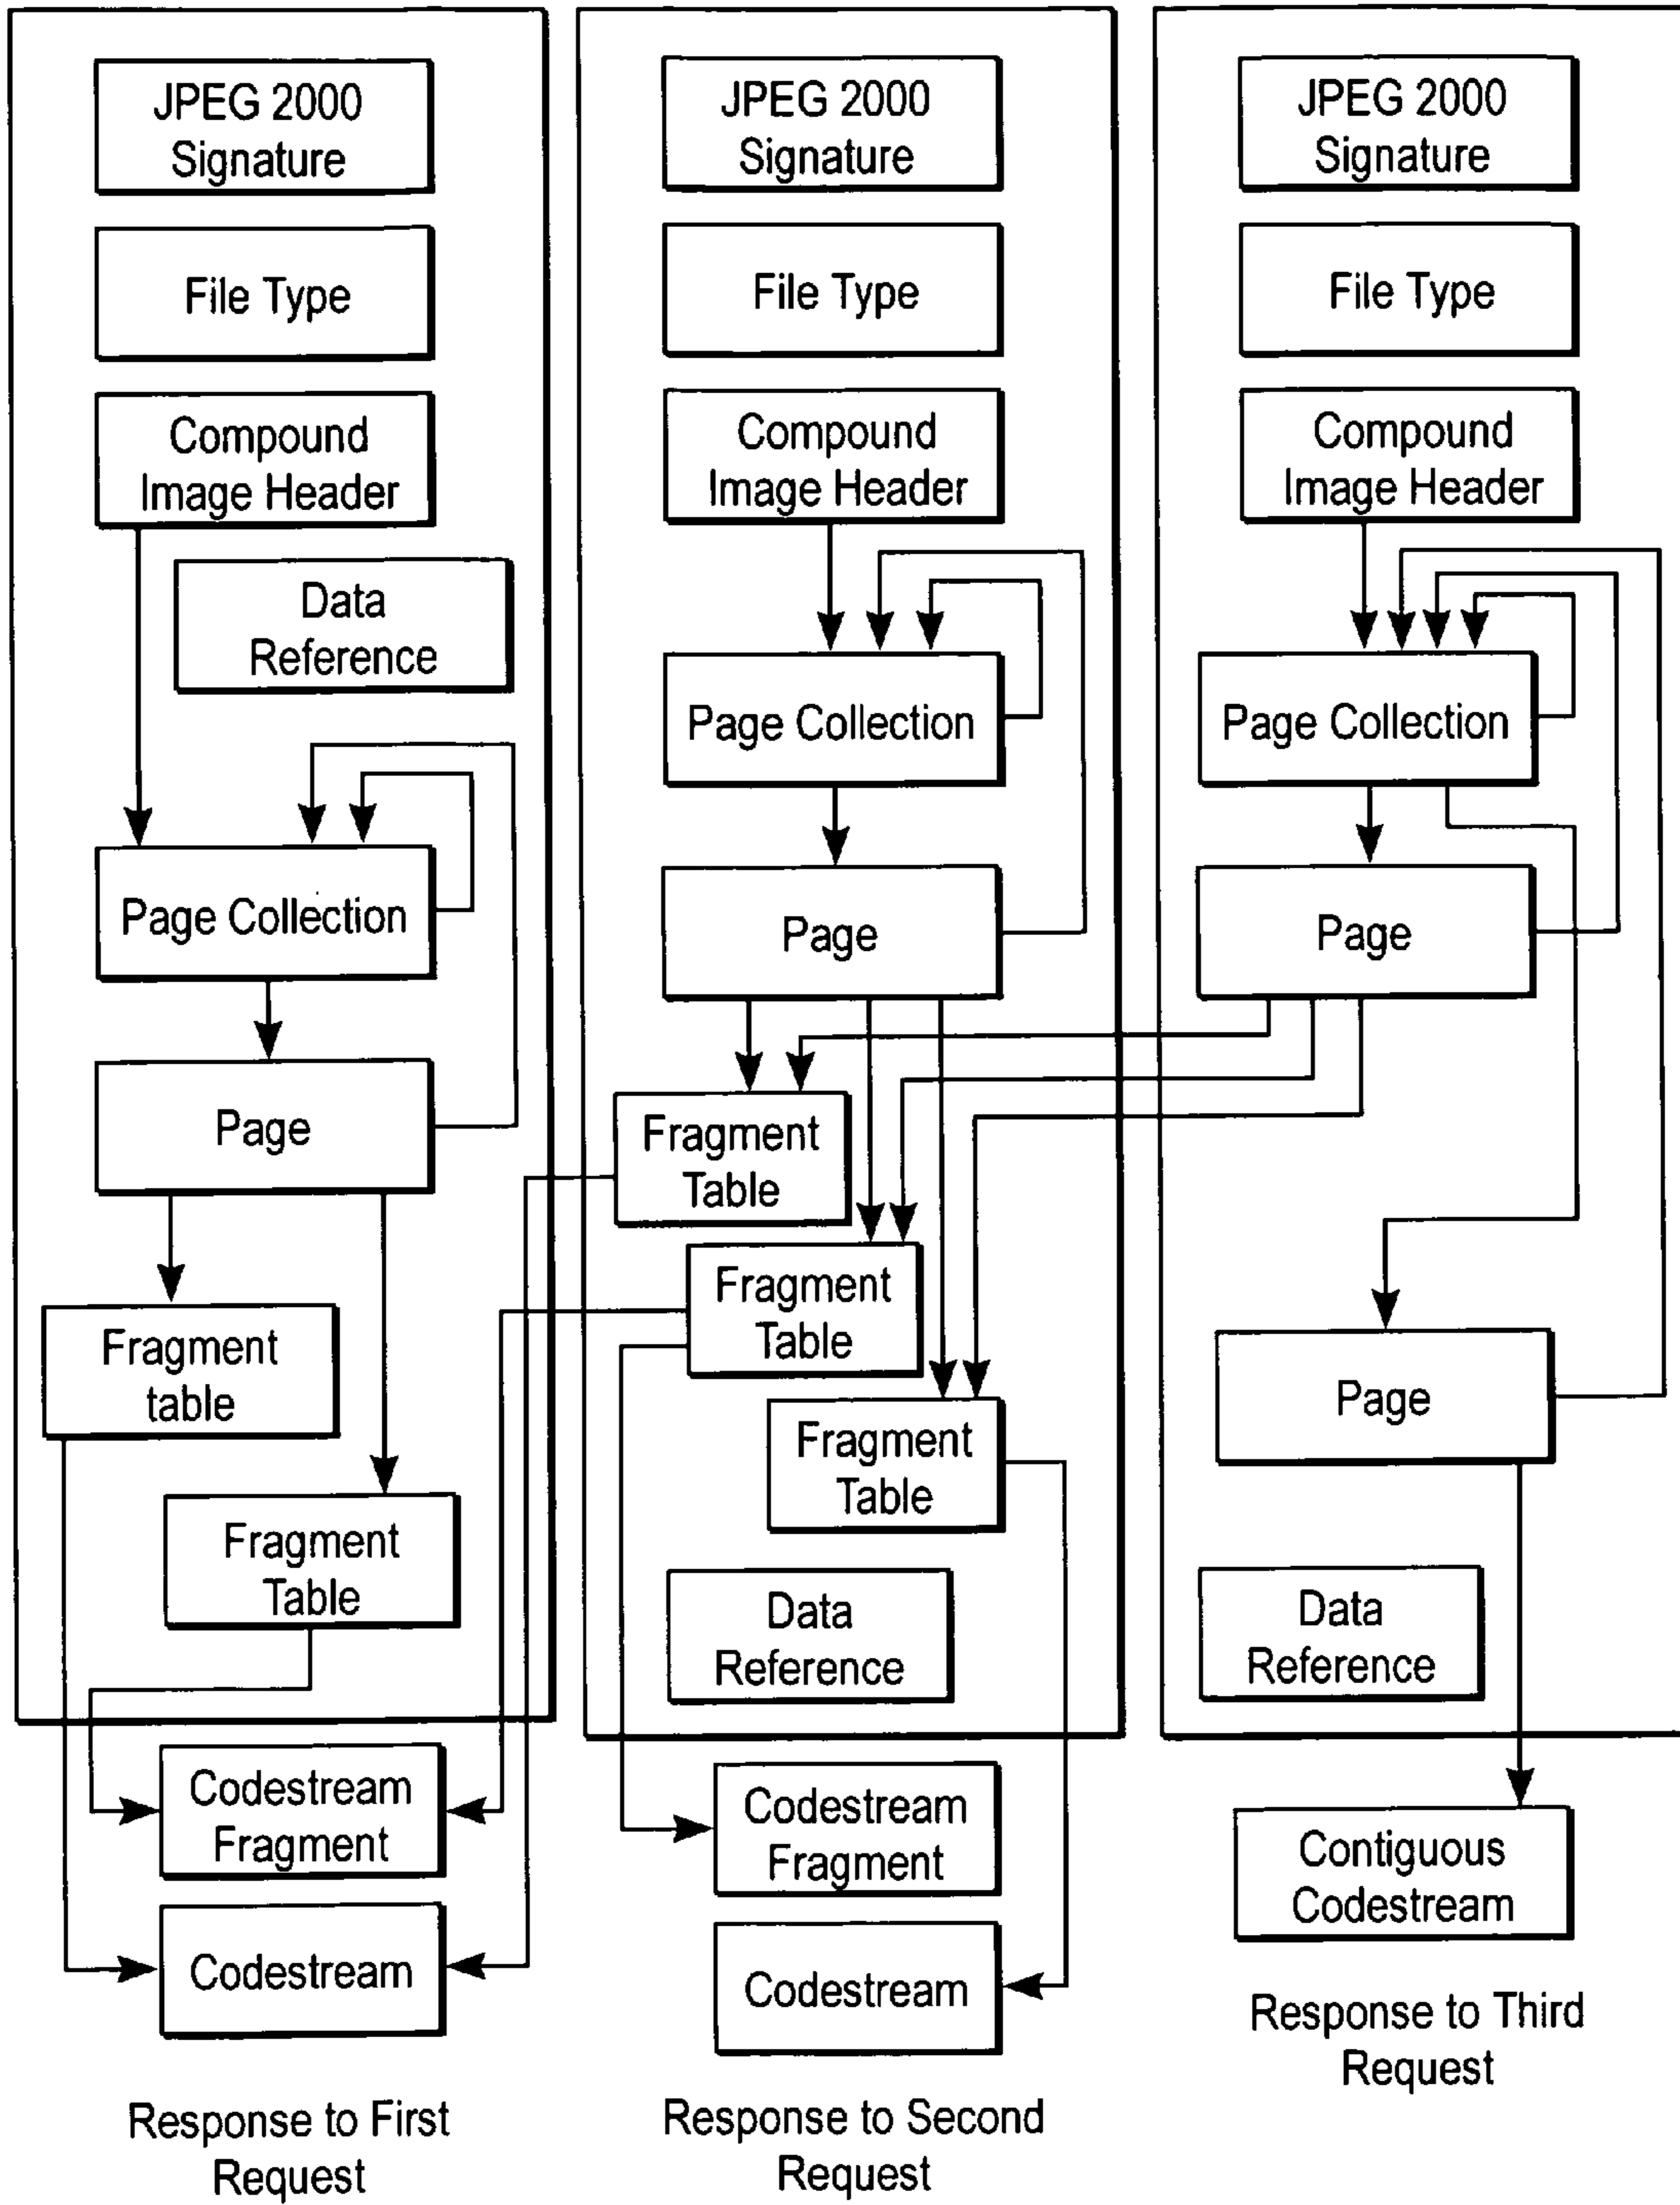 JPEG 2000
Signature
File Type
Compound
Image Header
Data
Reference
Page Collection
Page
Fragment
table
Fragment
Table
Codestream
Fragment
Codestream
Response to First
Request
JPEG 2000
Signature
File Type
Compound
Image Header
Page Collection
Page
Fragment
Table
Fragment
Table
Fragment
Table
Data
Reference
Codestream
Fragment
Codestream
Response to Second
Request
JPEG 2000
Signature
File Type
Compound
Image Header
Page Collection
Page
Page
Data
Reference
Contiguous
Codestream
Response to Third
Request